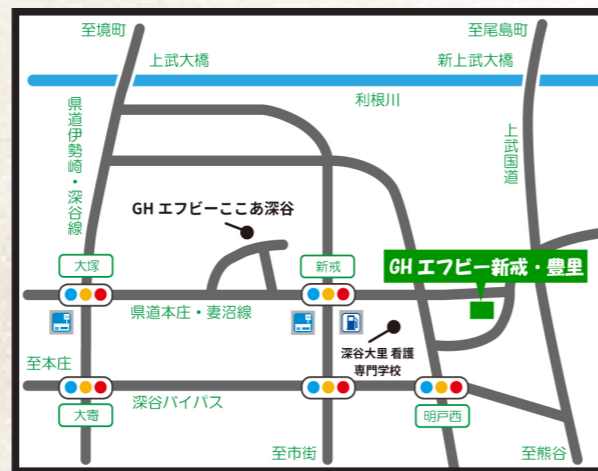 至境町
至尾島町
上武大橋
新上武大橋
利根川
県道伊勢崎・深谷線
上武国道
GH エフビーここあ深谷
大塚
新戒
GH エフビー新戒・豊里
県道本庄・妻沼線
深谷大里 看護
専門学校
至本庄
深谷バイパス
大寄
明戸西
至市街
至熊谷